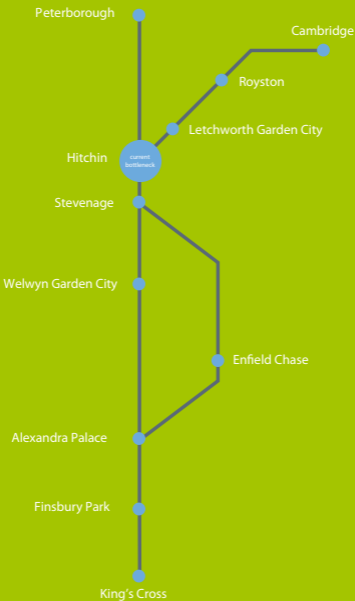 Peterborough
Cambridge
Royston
Letchworth Garden City
Hitchin
current
bottleneck
Stevenage
Welwyn Garden City
Enfield Chase
Alexandra Palace
Finsbury Park
King's Cross